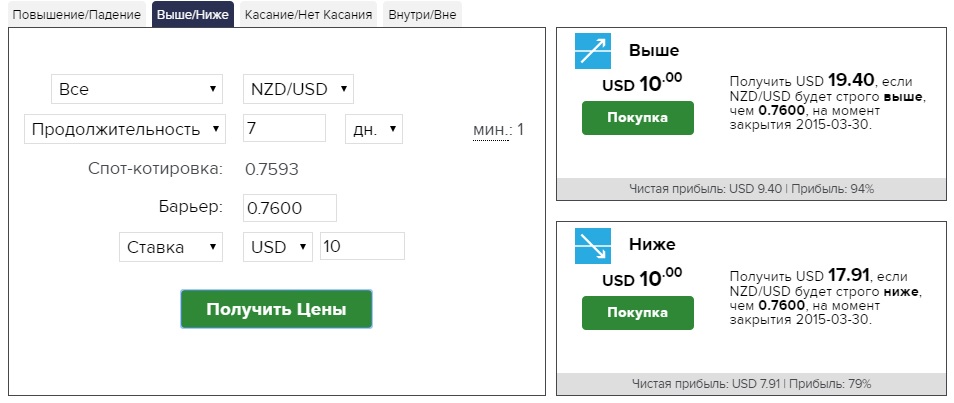 Повышение/Падение
Выше/Ниже
Касание/Нет Касания
Внутри/Вне
Все
NZD/USD
Продолжительность
7
дн.
мин.: 1
Спот-котировка:
0.7593
Барьер:
0.7600
Ставка
USD
10
Получить Цены
Выше
USD 10.00
Покупка
Получить USD 19.40, если
NZD/USD будет строго выше,
чем 0.7600, на момент
закрытия 2015-03-30.
Чистая прибыль: USD 9.40 | Прибыль: 94%
Ниже
USD 10.00
Покупка
Получить USD 17.91, если
NZD/USD будет строго ниже,
чем 0.7600, на момент
закрытия 2015-03-30.
Чистая прибыль: USD 7.91 | Прибыль: 79%